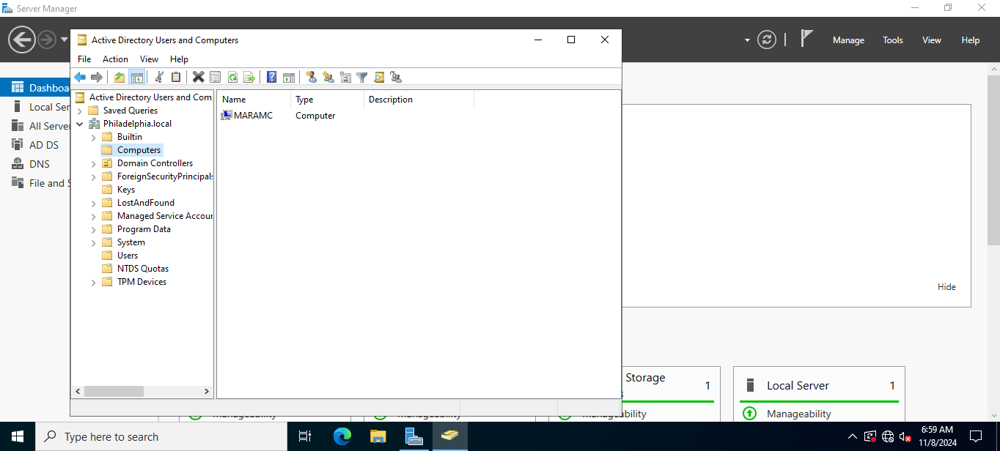 Server Manager
Active Directory Users and Computers
Manage
Tools
View
Help
File Action View Help
Dashboa
Local Ser
All Server
AD DS
DNS
File and S
Active Directory Users and Com
Saved Queries
Philadelphia.local
Builtin
Computers
Domain Controllers
ForeignSecurityPrincipals
Keys
LostAndFound
Managed Service Accoun
Program Data
System
Users
NTDS Quotas
TPM Devices
Name Type Description
MARAMC Computer
Hide
Storage
1
Manageability
Manageability
Manageability
Local Server 1
Manageability
Type here to search
6:59 AM
11/8/2024